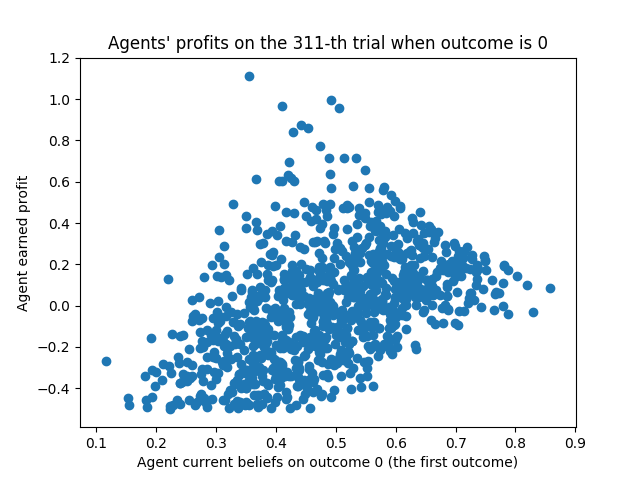 Agents' profits on the 311-th trial when outcome is 0
1.2
1.0
0.8
0.6
0.4
0.2
0.0
−0.2
−0.4
Agent earned profit
0.1 0.2 0.3 0.4 0.5 0.6 0.7 0.8 0.9
Agent current beliefs on outcome 0 (the first outcome)